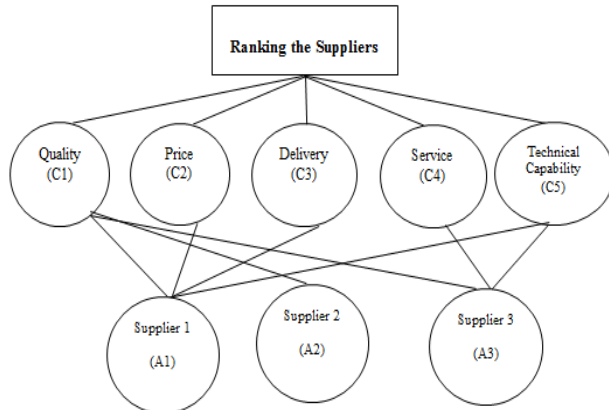 Ranking the Suppliers
Quality
(C1)
Price
(C2)
Delivery
(C3)
Service
(C4)
Technical
Capability
(C5)
Supplier 1
(A1)
Supplier 2
(A2)
Supplier 3
(A3)